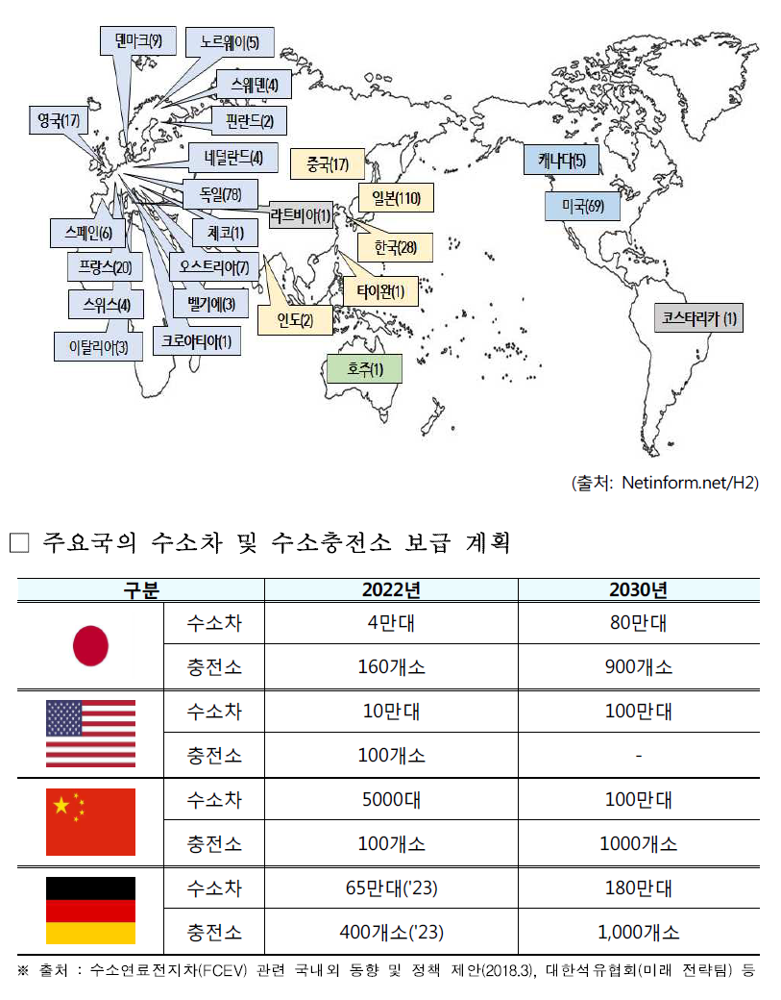 덴마크(9)
노르웨이(5)
스웨덴(4)
영국(17)
핀란드(2)
네덜란드(4)
중국(17)
캐나다(5)
독일(78)
일본(110)
미국(69)
라트비아(1)
스페인(6)
체코(1)
한국(28)
프랑스(20)
오스트리아(7)
타이완(1)
스위스(4)
벨기에(3)
인도(2)
코스타리카 (1)
이탈리아(3)
크로아티아(1)
호주(1)
(출처: Netinform.net/H2)
□ 주요국의 수소차 및 수소충전소 보급 계획
구분 2022년 2030년
수소차 4만대 80만대
충전소 160개소 900개소
수소차 10만대 100만대
충전소 100개소 -
수소차 5000대 100만대
충전소 100개소 1000개소
수소차 65만대('23) 180만대
충전소 400개소('23) 1,000개소
※ 출처 : 수소연료전지차(FCEV) 관련 국내외 동향 및 정책 제안(2018.3), 대한석유협회(미래 전략팀) 등